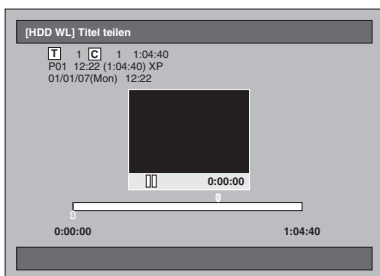 [HDD WL] Titel teilen
T 1 C 1 1:04:40
P01 12:22 (1:04:40) XP
01/01/07(Mon) 12:22
0:00:00
0:00:00 1:04:40